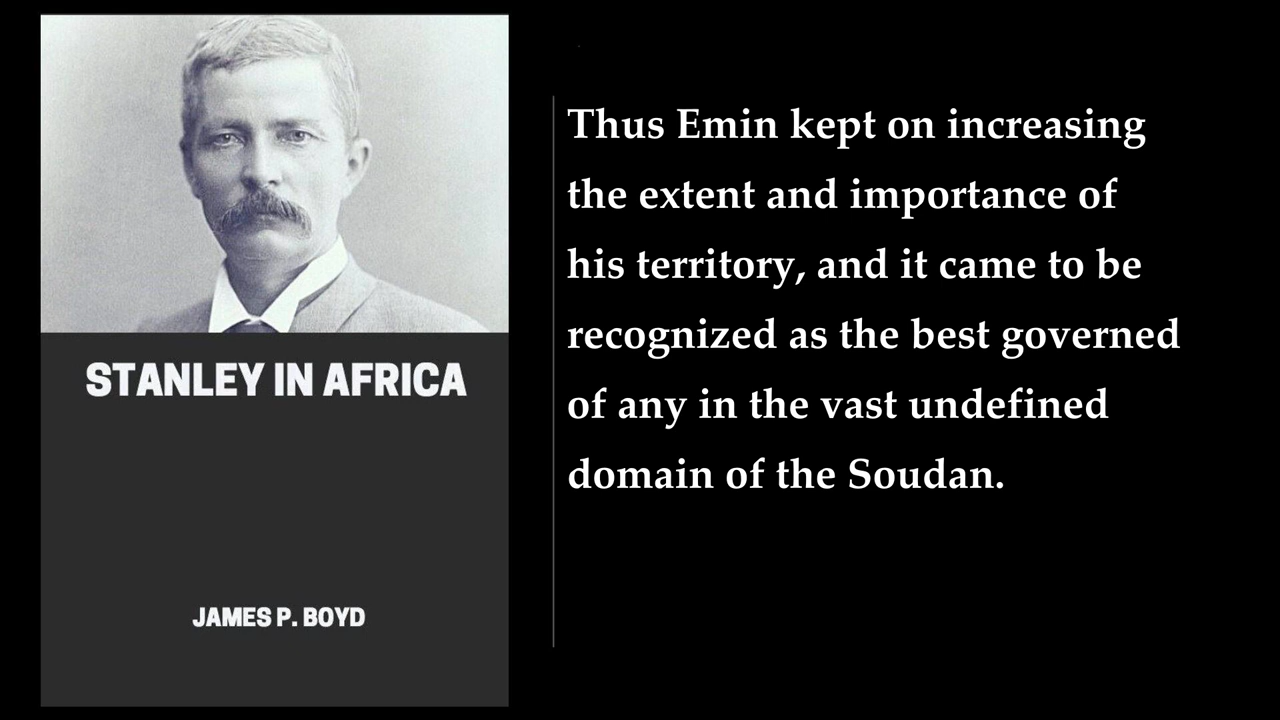 STANLEY IN AFRICA
JAMES P. BOYD
Thus Emin kept on increasing
the extent and importance of
his territory, and it came to be
recognized as the best governed
of any in the vast undefined
domain of the Soudan.